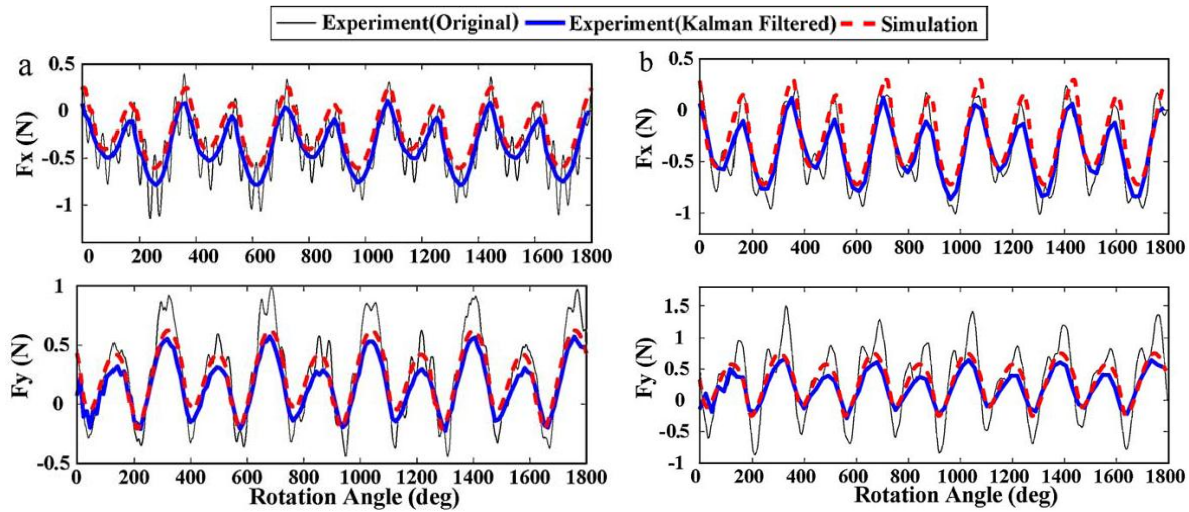 Experiment(Original) Experiment(Kalman Filtered) Simulation
a
0.5
0
-0.5
-1
Fx (N)
0 200 400 600 800 1000 1200 1400 1600 1800
b
0.5
0
-0.5
-1
Fx (N)
0 200 400 600 800 1000 1200 1400 1600 1800
1
0.5
0
-0.5
Fy (N)
0 200 400 600 800 1000 1200 1400 1600 1800
Rotation Angle (deg)
1.5
1
0.5
0
0.5
-1
Fy (N)
0 200 400 600 800 1000 1200 1400 1600 1800
Rotation Angle (deg)